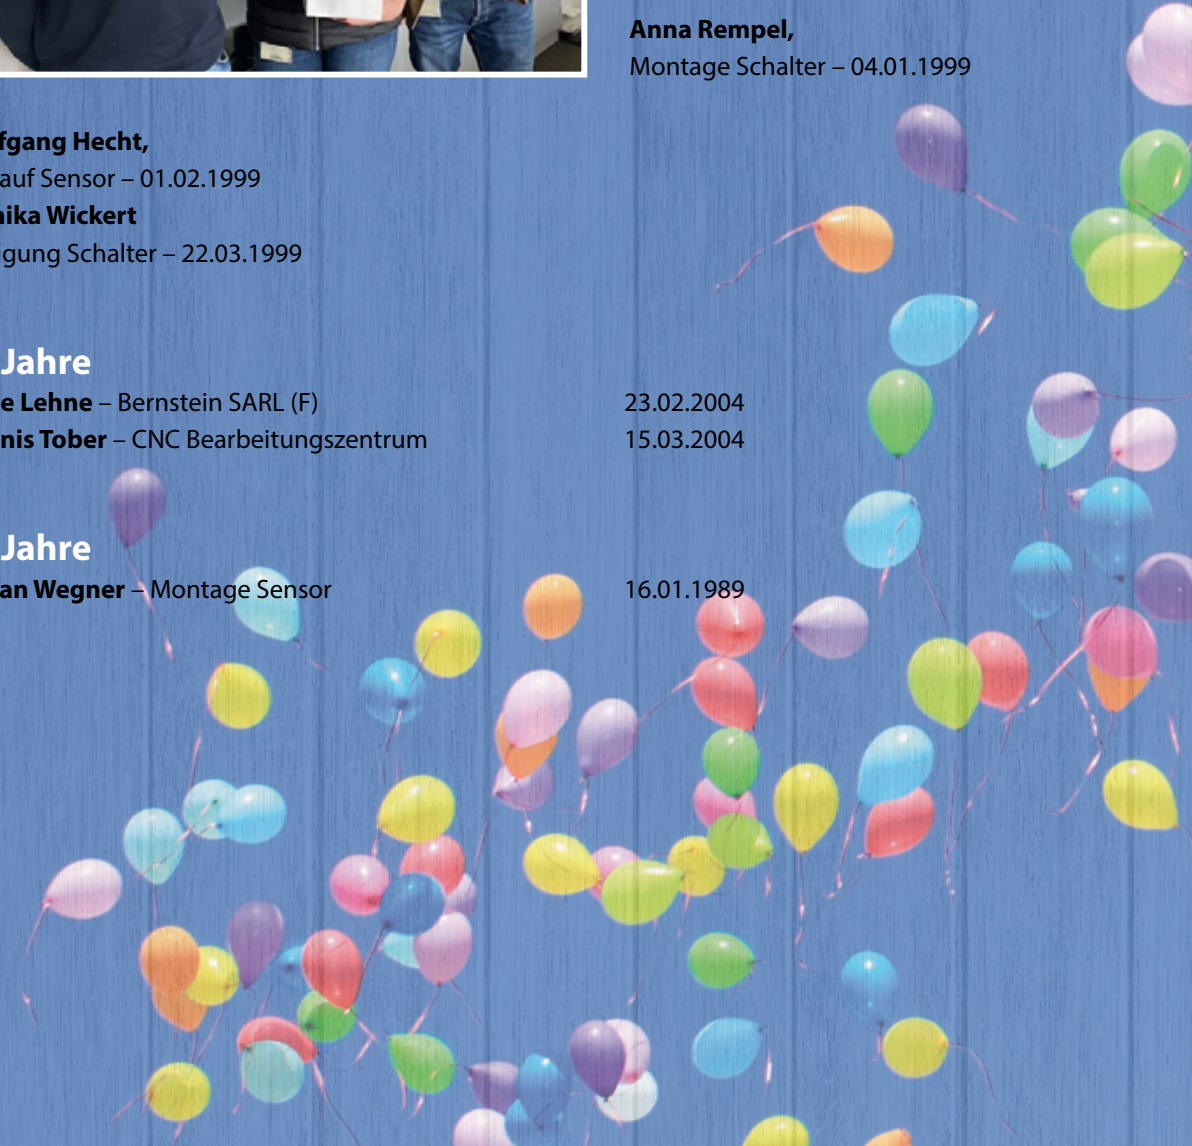 Anna Rempel,
Montage Schalter – 04.01.1999
fgang Hecht,
auf Sensor – 01.02.1999
ika Wickert
igung Schalter – 22.03.1999
Jahre
e Lehne – Bernstein SARL (F) 23.02.2004
nis Tober – CNC Bearbeitungszentrum 15.03.2004
Jahre
an Wegner – Montage Sensor 16.01.1989